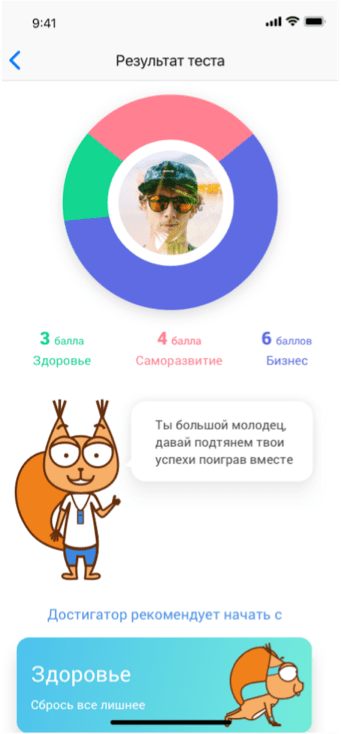 9:41
Результат теста
3 балла
4 балла
6 баллов
Здоровье
Саморазвитие
Бизнес
Ты большой молодец,
давай подтянем твои
успехи поиграв вместе
Достигатор рекомендует начать с
Здоровье
Сбрось все лишнее